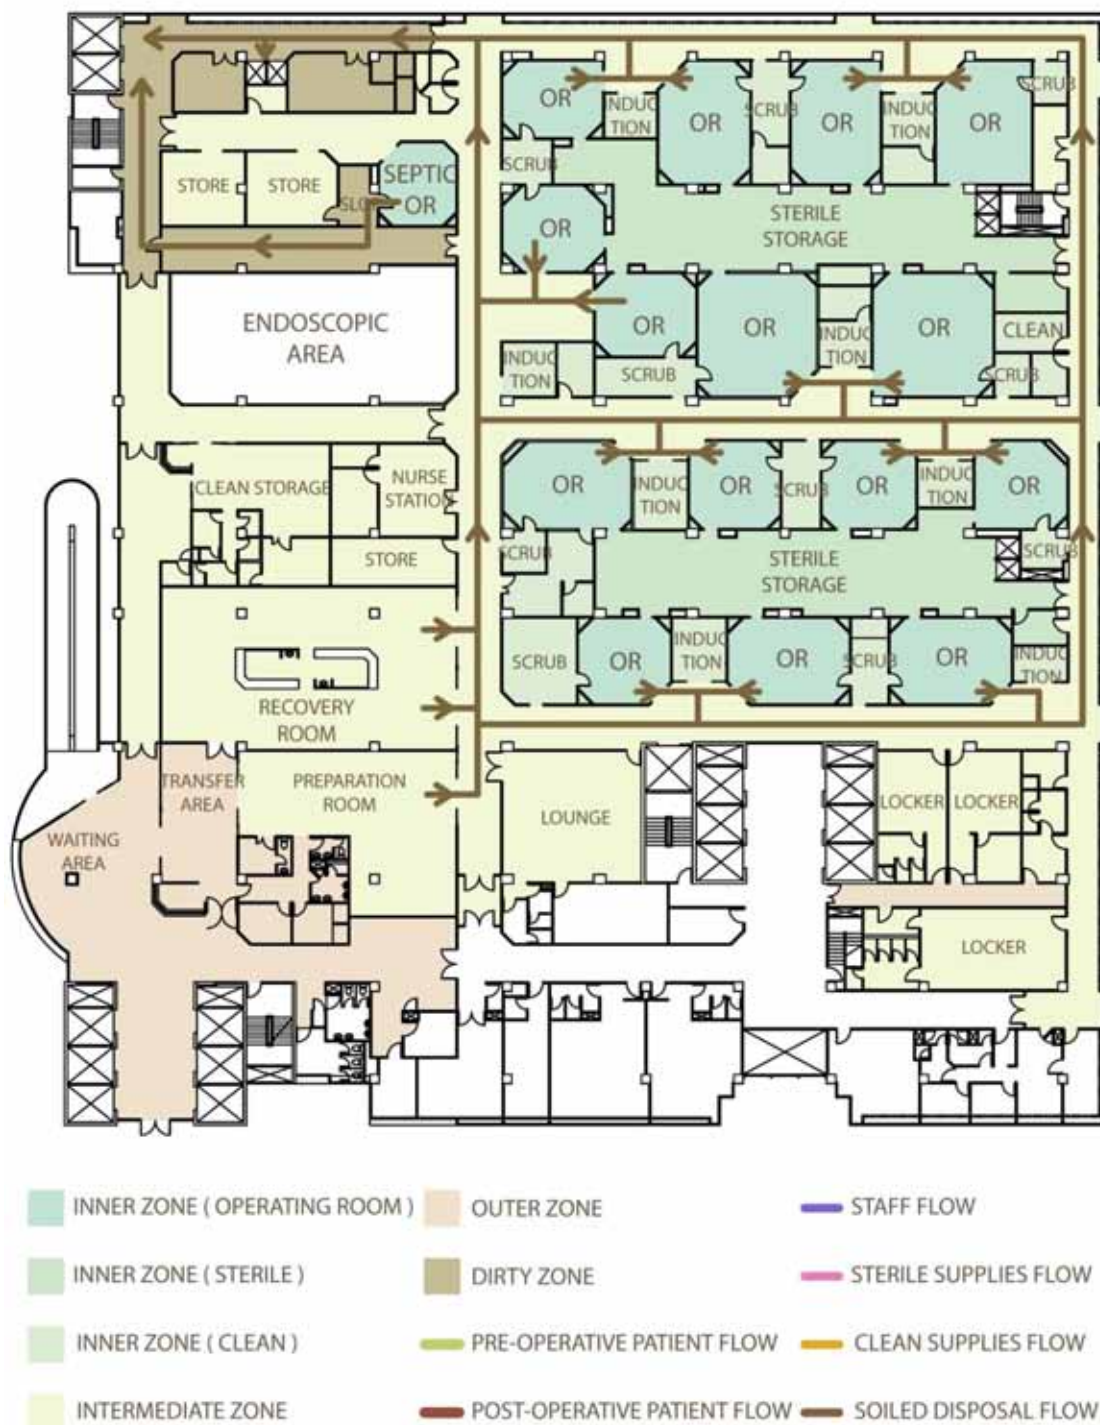 OR
INDUC
TION
OR
SCRUB
OR
INDUC
TION
OR
SCRUB
SCRUB
STORE
STORE
SEPTIC
OR
OR
STERILE
STORAGE
ENDOSCOPIC
AREA
OR
OR
INDUC
TION
OR
CLEAN
INDUC
TION
SCRUB
SCRUB
CLEAN STORAGE
NURSE
STATION
OR
INDUC
TION
OR
SCRUB
OR
INDUC
TION
OR
STORE
SCRUB
STERILE
STORAGE
SCRUB
SCRUB
OR
INDUC
TION
OR
SCRUB
OR
INDUC
TION
RECOVERY
ROOM
TRANSFER
AREA
PREPARATION
ROOM
WAITING
AREA
LOUNGE
LOCKER
LOCKER
LOCKER
INNER ZONE ( OPERATING ROOM )
OUTER ZONE
STAFF FLOW
INNER ZONE ( STERILE )
DIRTY ZONE
STERILE SUPPLIES FLOW
INNER ZONE ( CLEAN )
PRE-OPERATIVE PATIENT FLOW
CLEAN SUPPLIES FLOW
INTERMEDIATE ZONE
POST-OPERATIVE PATIENT FLOW
SOILED DISPOSAL FLOW